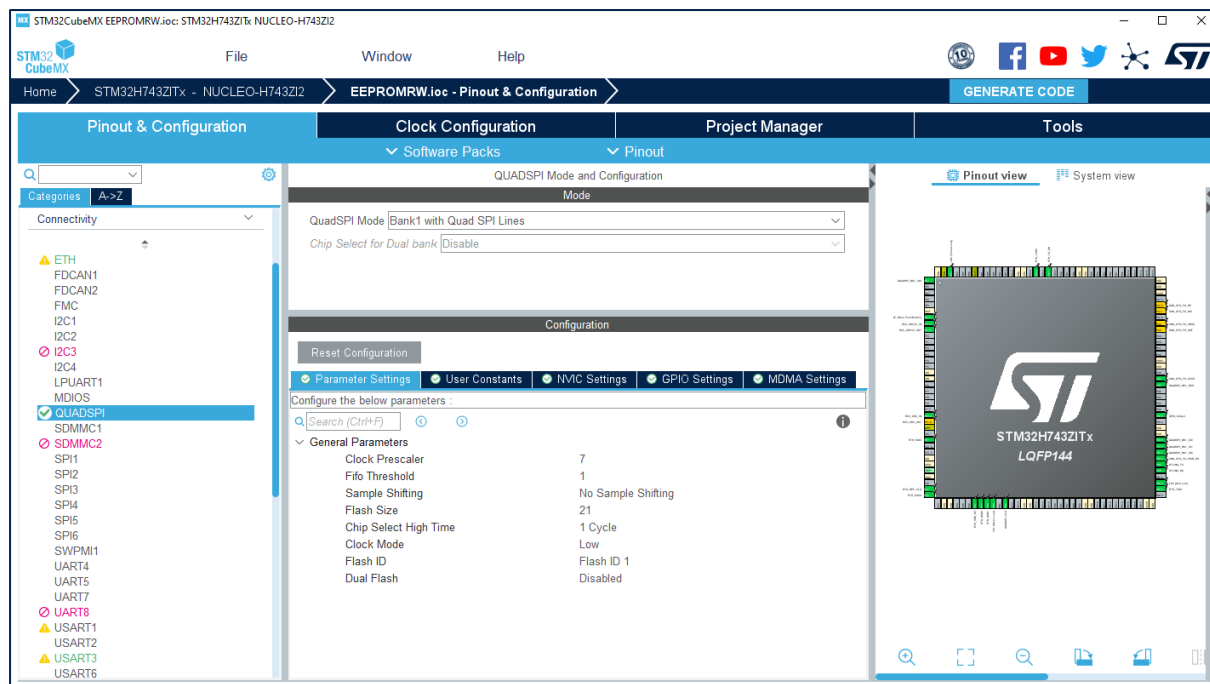 MX STM32CubeMX EEPROMRW.ioc: STM32H743ZITx NUCLEO-H743ZI2
STM32 CubeMX
File Window Help
10
Home STM32H743ZITx - NUCLEO-H743ZI2 EEPROMRW.ioc - Pinout & Configuration GENERATE CODE
Pinout & Configuration Clock Configuration Project Manager Tools
Software Packs Pinout
Categories A->Z
Connectivity
ETH
FDCAN1
FDCAN2
FMC
I2C1
I2C2
I2C3
I2C4
LPUART1
MDIOS
QUADSPI
SDMMC1
SDMMC2
SPI1
SPI2
SPI3
SPI4
SPI5
SPI6
SWPMI1
UART4
UART5
UART7
UART8
USART1
USART2
USART3
USART6
QUADSPI Mode and Configuration
Mode
QuadSPI Mode Bank1 with Quad SPI Lines
Chip Select for Dual bank Disable
Configuration
Reset Configuration
Parameter Settings User Constants NVIC Settings GPIO Settings MDMA Settings
Configure the below parameters :
Search (Ctrl+F)
General Parameters
Clock Prescaler 7
Fifo Threshold 1
Sample Shifting No Sample Shifting
Flash Size 21
Chip Select High Time 1 Cycle
Clock Mode Low
Flash ID Flash ID 1
Dual Flash Disabled
Pinout view System view
STM32H743ZITx
LQFP144